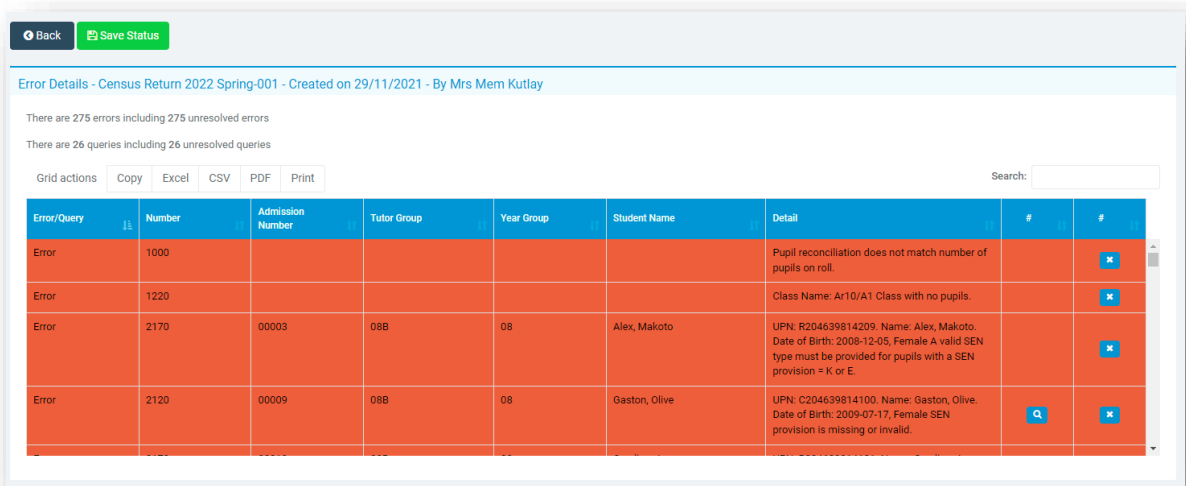 Back Save Status
Error Details - Census Return 2022 Spring-001 - Created on 29/11/2021 - By Mrs Mem Kutlay
There are 275 errors including 275 unresolved errors
There are 26 queries including 26 unresolved queries
Grid actions Copy Excel CSV PDF Print Search:
Error/Query Number Admission Number Tutor Group Year Group Student Name Detail # #
Error 1000 Pupil reconciliation does not match number of
pupils on roll.
Error 1220 Class Name: Ar10/A1 Class with no pupils.
Error 2170 00003 08B 08 Alex, Makoto UPN: R204639814209. Name: Alex, Makoto.
Date of Birth: 2008-12-05, Female A valid SEN
type must be provided for pupils with a SEN
provision = K or E.
Error 2120 00009 08B 08 Gaston, Olive UPN: C204639814100. Name: Gaston, Olive.
Date of Birth: 2009-07-17, Female SEN
provision is missing or invalid.